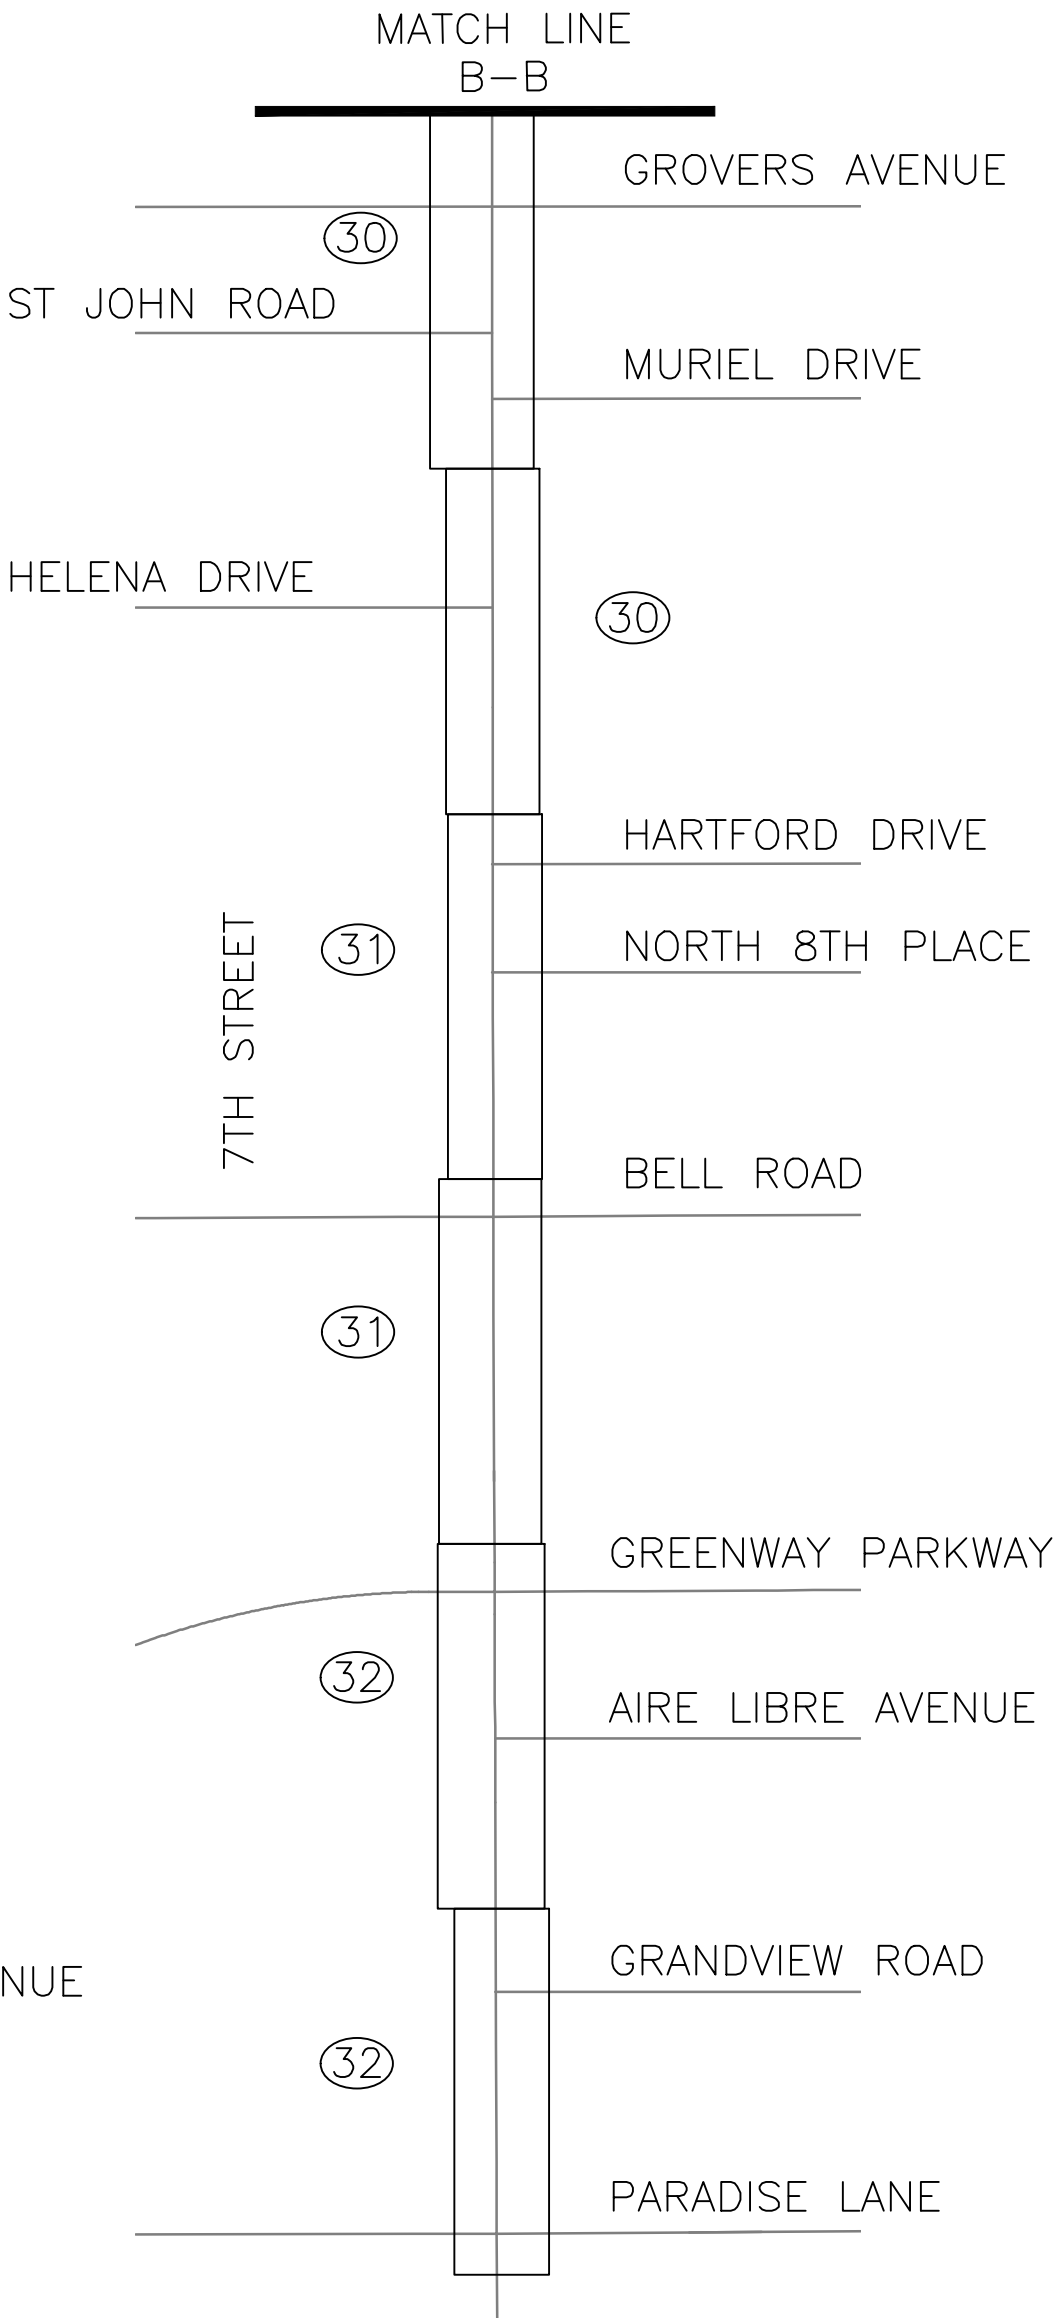 MATCH LINE
B-B
GROVERS AVENUE
30
ST JOHN ROAD
MURIEL DRIVE
HELENA DRIVE
30
HARTFORD DRIVE
31
NORTH 8TH PLACE
7TH STREET
BELL ROAD
31
GREENWAY PARKWAY
32
AIRE LIBRE AVENUE
GRANDVIEW ROAD
NUE
32
PARADISE LANE